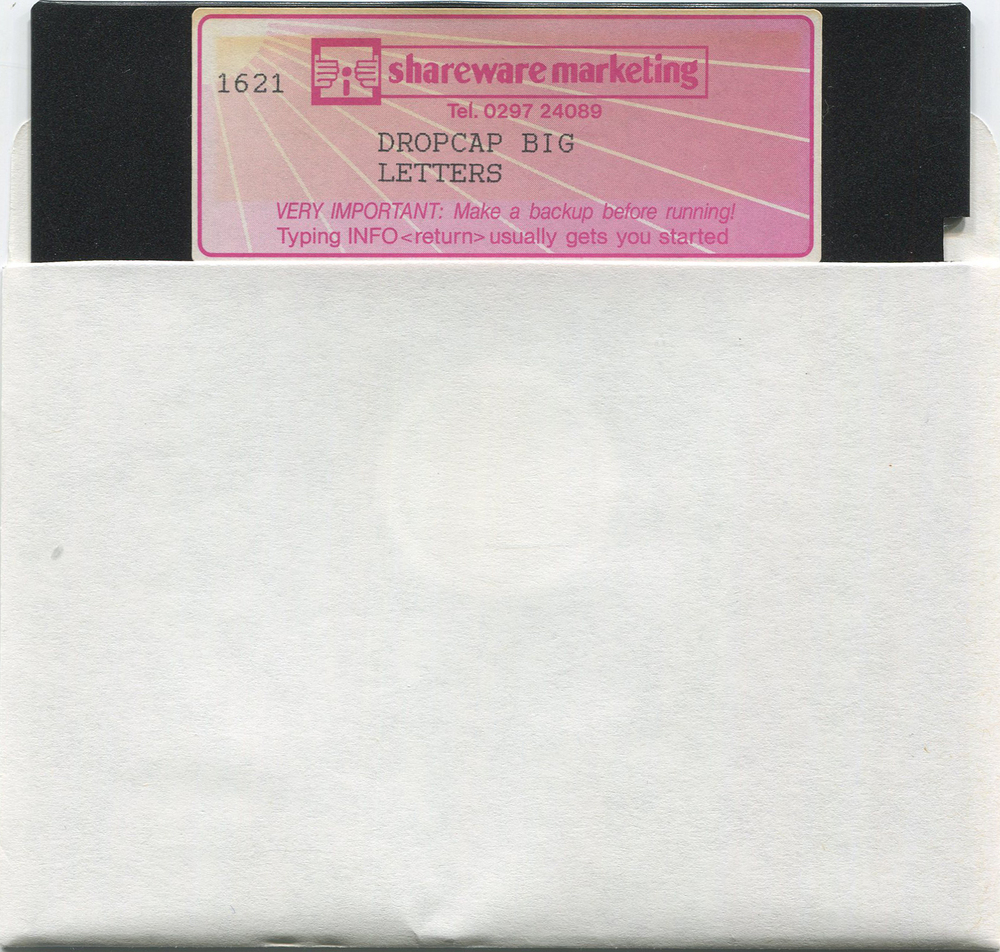 1621
shareware marketing
Tel. 0297 24089
DROPCAP BIG
LETTERS
VERY IMPORTANT: Make a backup before running!
Typing INFO<return>usually gets you started